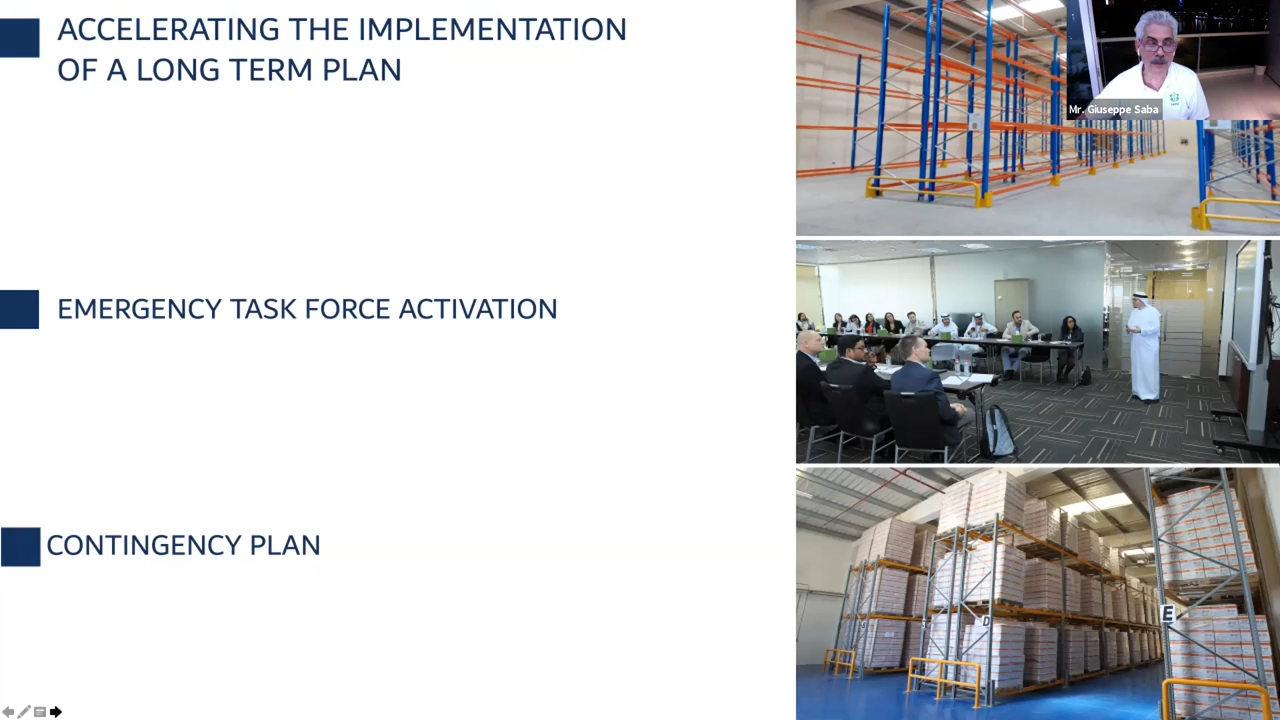 ACCELERATING THE IMPLEMENTATION
OF A LONG TERM PLAN
Mr. Giuseppe Saba
EMERGENCY TASK FORCE ACTIVATION
CONTINGENCY PLAN
D
E